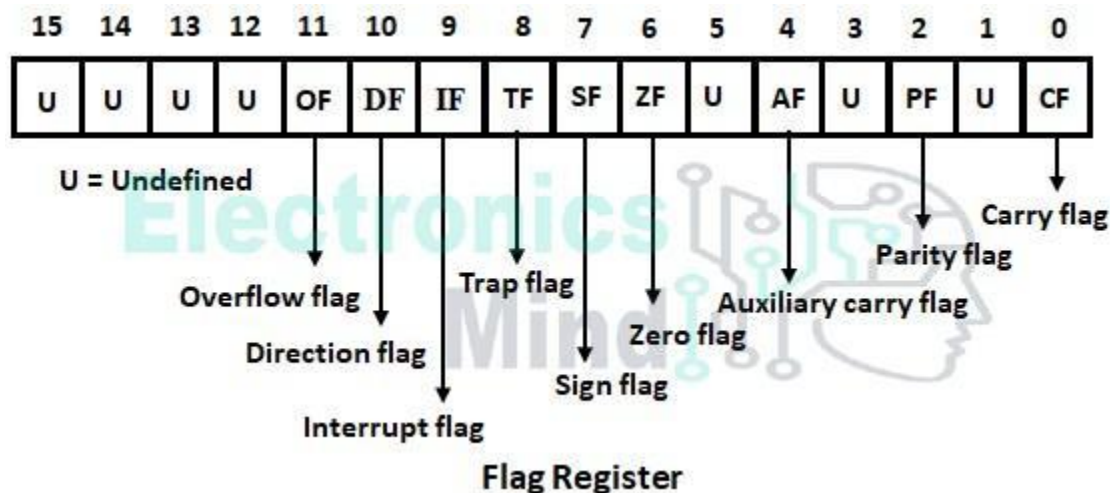 15 14 13 12 11 10 9 8 7 6 5 4 3 2 1 0
U U U U OF DF IF TF SF ZF U AF U PF U CF
U = Undefined
Electronics
Mind
Carry flag
Parity flag
Trap flag
Auxiliary carry flag
Overflow flag
Zero flag
Direction flag
Sign flag
Interrupt flag
Flag Register